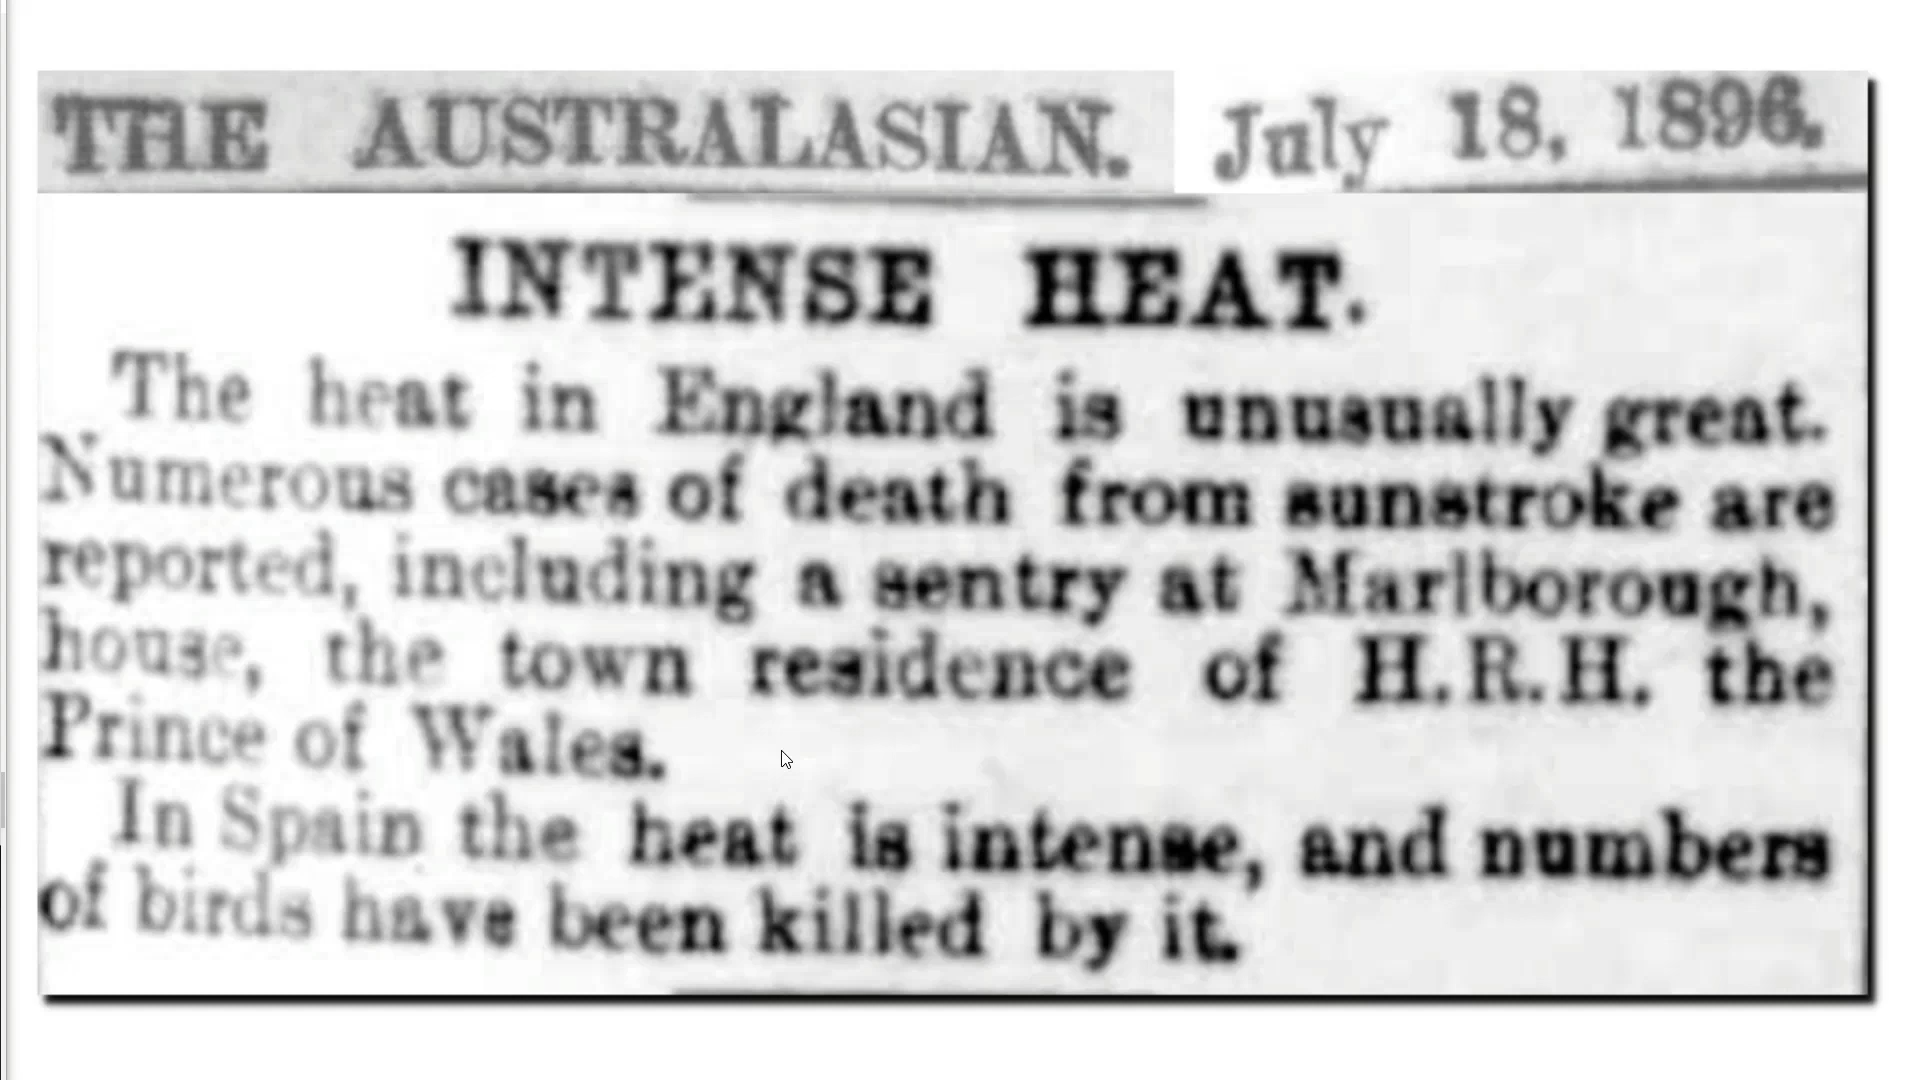 THE AUSTRALASIAN. July 18, 1896.
INTENSE HEAT.
The heat in England is unusually great.
Numerous cases of death from sunstroke are
reported, including a sentry at Marlborough,
house, the town residence of H.R.H. the
Prince of Wales.
In Spain the heat is intense, and numbers
of birds have been killed by it.